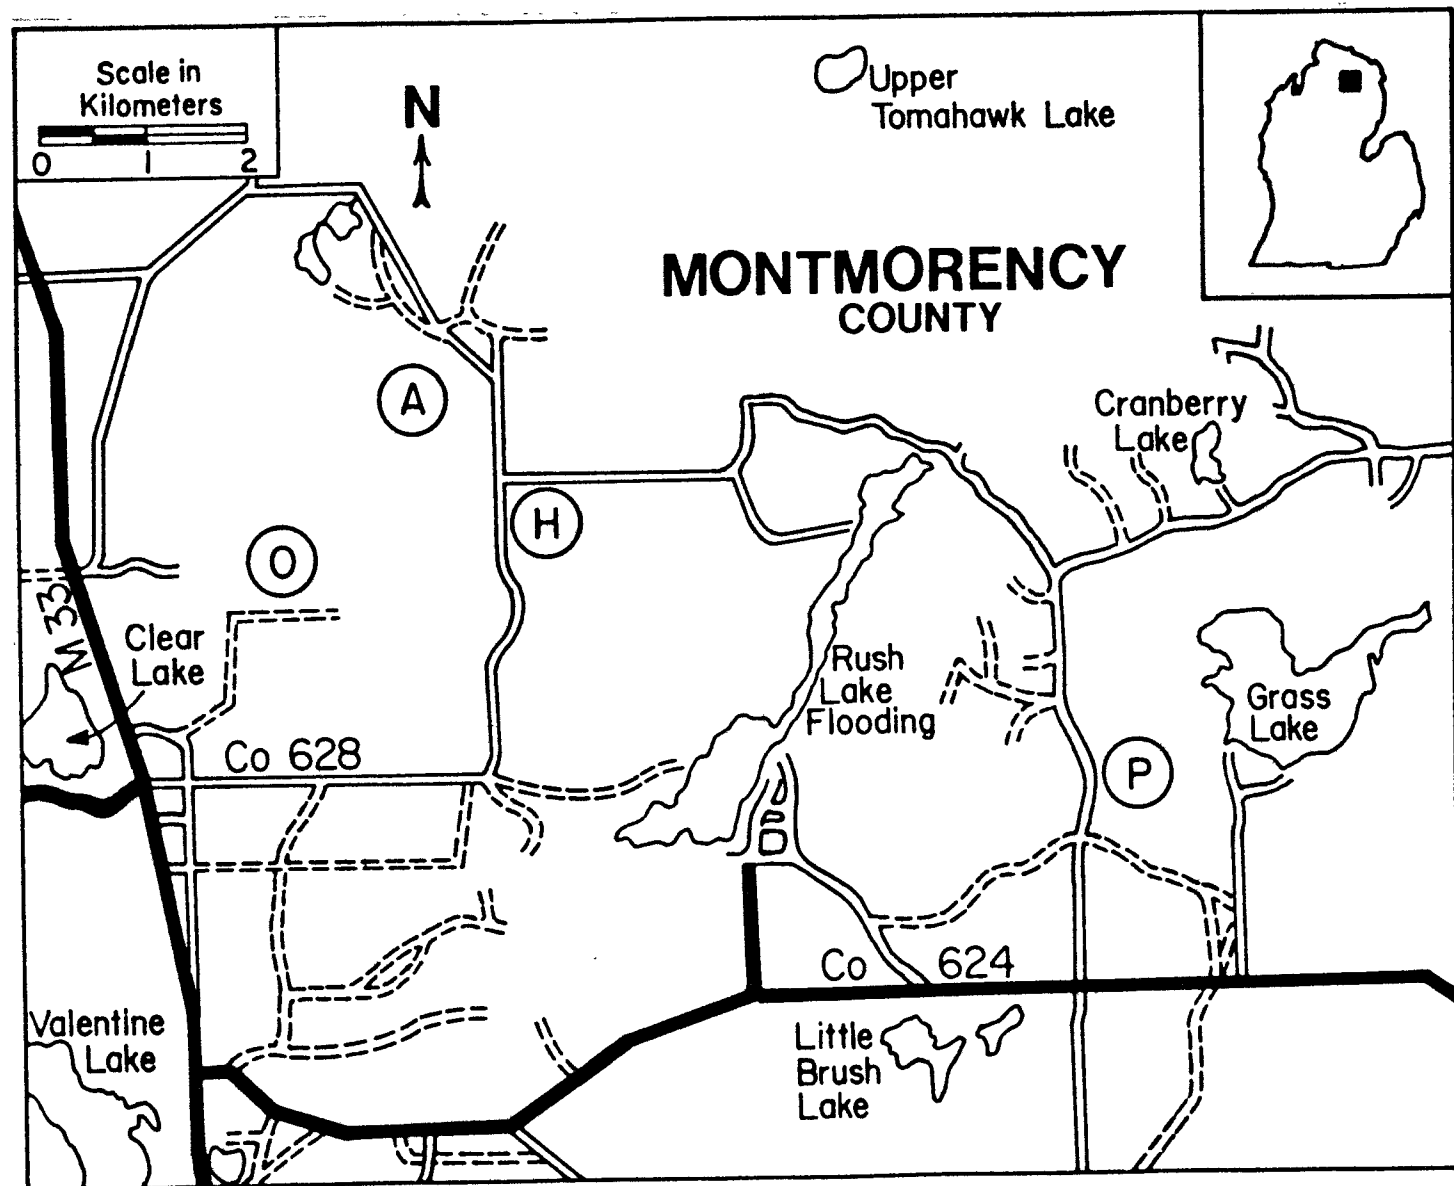 Scale in
Kilometers
0 1 2
N
Upper
Tomahawk Lake
MONTMORENCY
COUNTY
A
Cranberry
Lake
H
O
M 33
Clear
Lake
Rush
Lake
Flooding
Grass
Lake
Co 628
P
Co 624
Valentine
Lake
Little
Brush
Lake